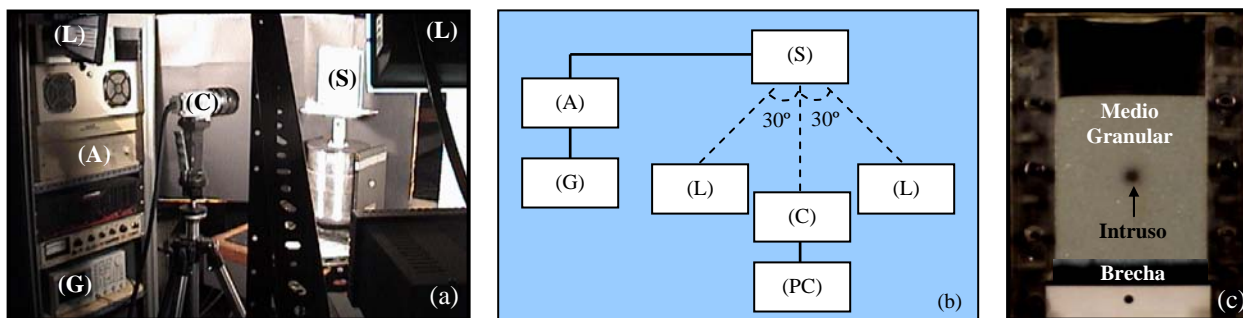 (L)
(L)
(S)
(C)
(A)
(G)
(a)
(S)
(A)
30º
30º
(G)
(L)
(L)
(C)
(PC)
(b)
Medio
Granular
Intruso
Brecha
(c)